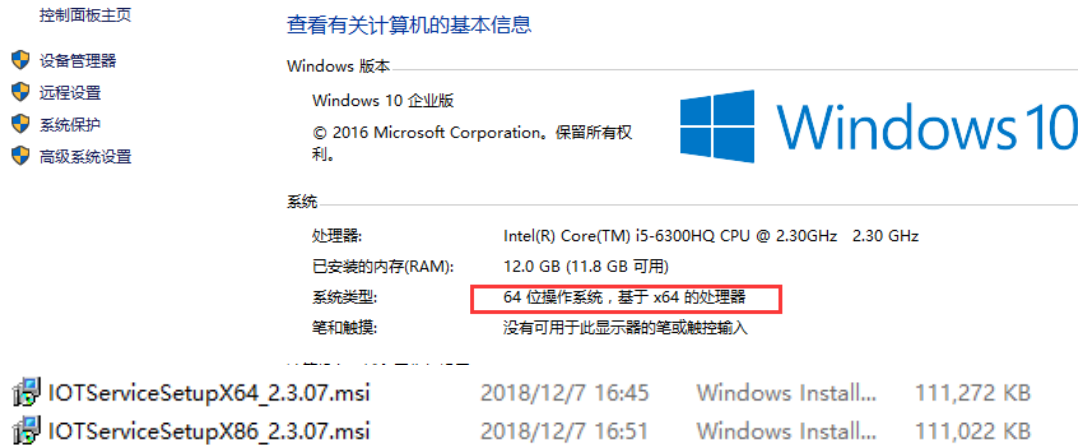 控制面板主页
设备管理器
远程设置
系统保护
高级系统设置
查看有关计算机的基本信息
Windows 版本
Windows 10 企业版
© 2016 Microsoft Corporation。保留所有权
利。
Windows 10
系统
处理器: Intel(R) Core(TM) i5-6300HQ CPU @ 2.30GHz 2.30 GHz
已安装的内存(RAM): 12.0 GB (11.8 GB 可用)
系统类型: 64 位操作系统，基于 x64 的处理器
笔和触摸: 没有可用于此显示器的笔或触控输入
IOTServiceSetupX64_2.3.07.msi 2018/12/7 16:45 Windows Install... 111,272 KB
IOTServiceSetupX86_2.3.07.msi 2018/12/7 16:51 Windows Install... 111,022 KB